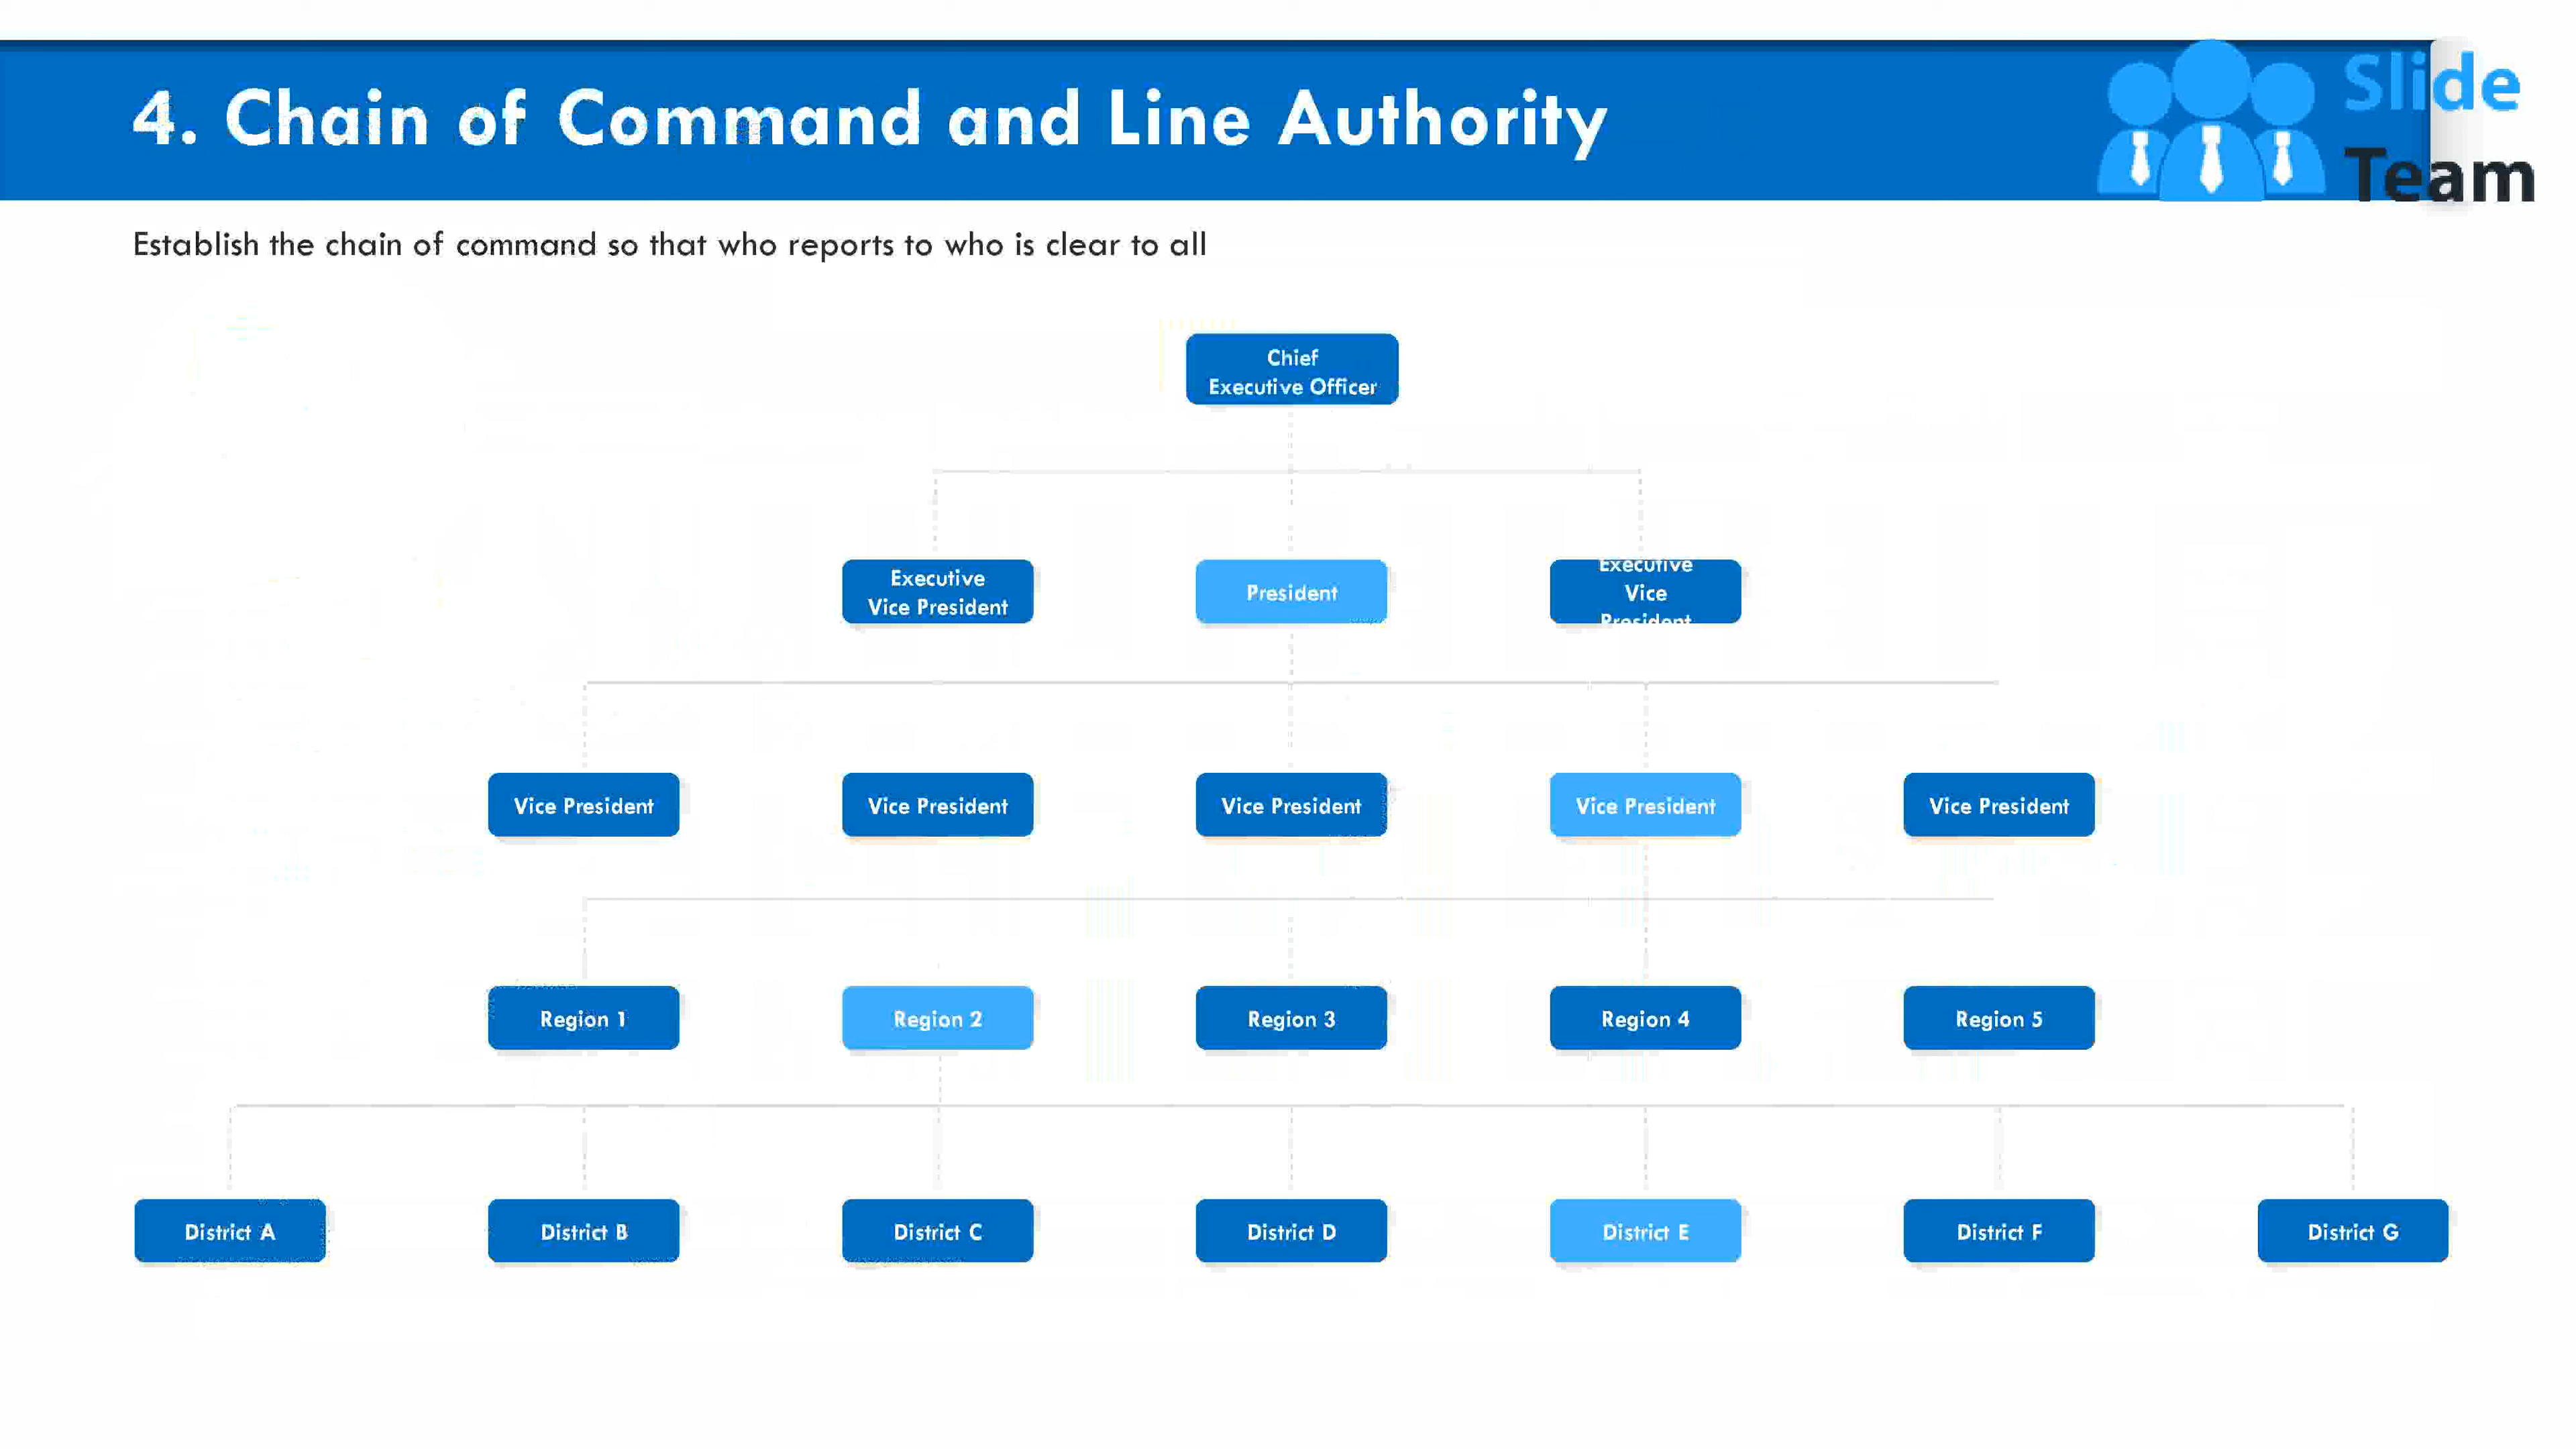 4. Chain of Command and Line Authority
Slide
Team
Establish the chain of command so that who reports to who is clear to all
Chief
Executive Officer
Executive
Vice President
President
Executive
Vice
President
Vice President
Vice President
Vice President
Vice President
Vice President
Region 1
Region 2
Region 3
Region 4
Region 5
District A
District B
District C
District D
District E
District F
District G